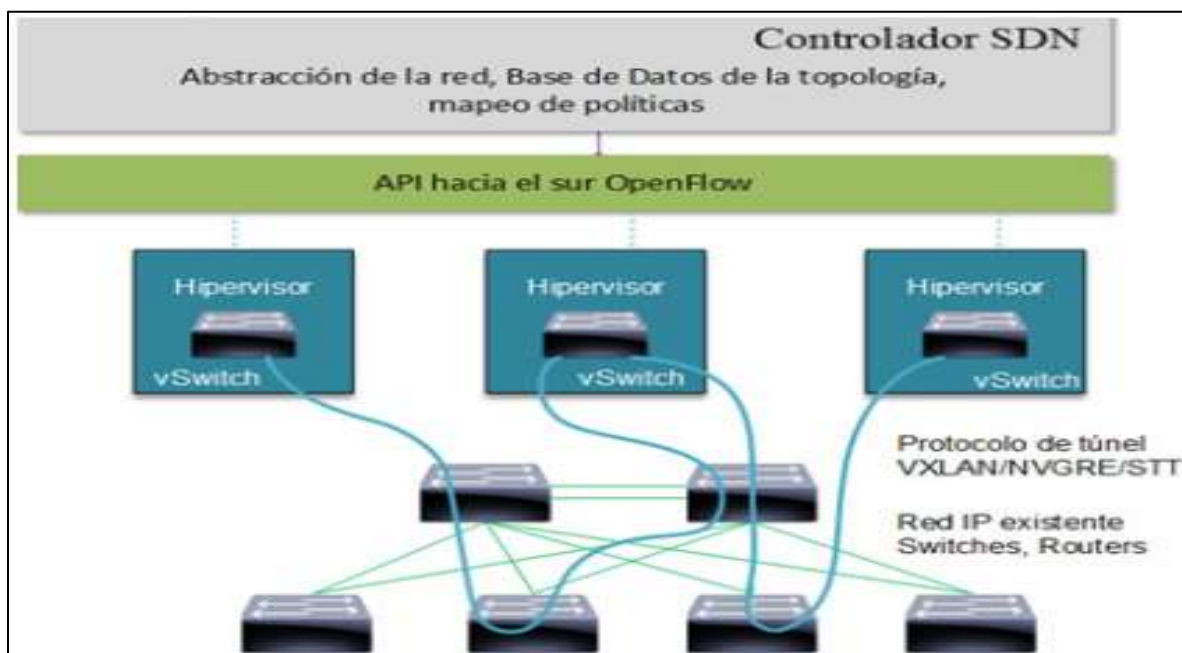 Controlador SDN
Abstracción de la red, Base de Datos de la topología,
mapeo de políticas
API hacia el sur OpenFlow
Hipervisor
vSwitch
Hipervisor
vSwitch
Hipervisor
vSwitch
Protocolo de túnel
VXLAN/NVGRE/STT
Red IP existente
Switches, Routers